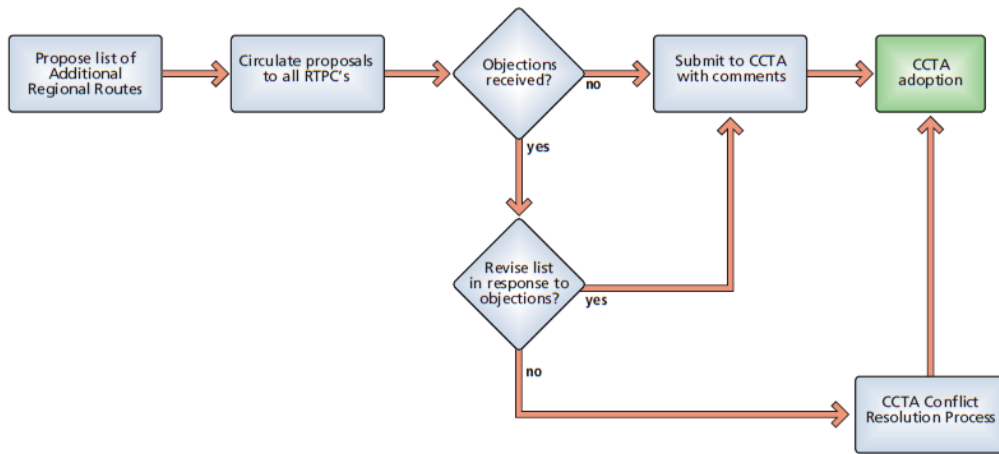 Propose list of
Additional
Regional Routes
Circulate proposals
to all RTPC's
Objections
received?
no
Submit to CCTA
with comments
CCTA
adoption
yes
Revise list
in response to
objections?
yes
no
CCTA Conflict
Resolution Process